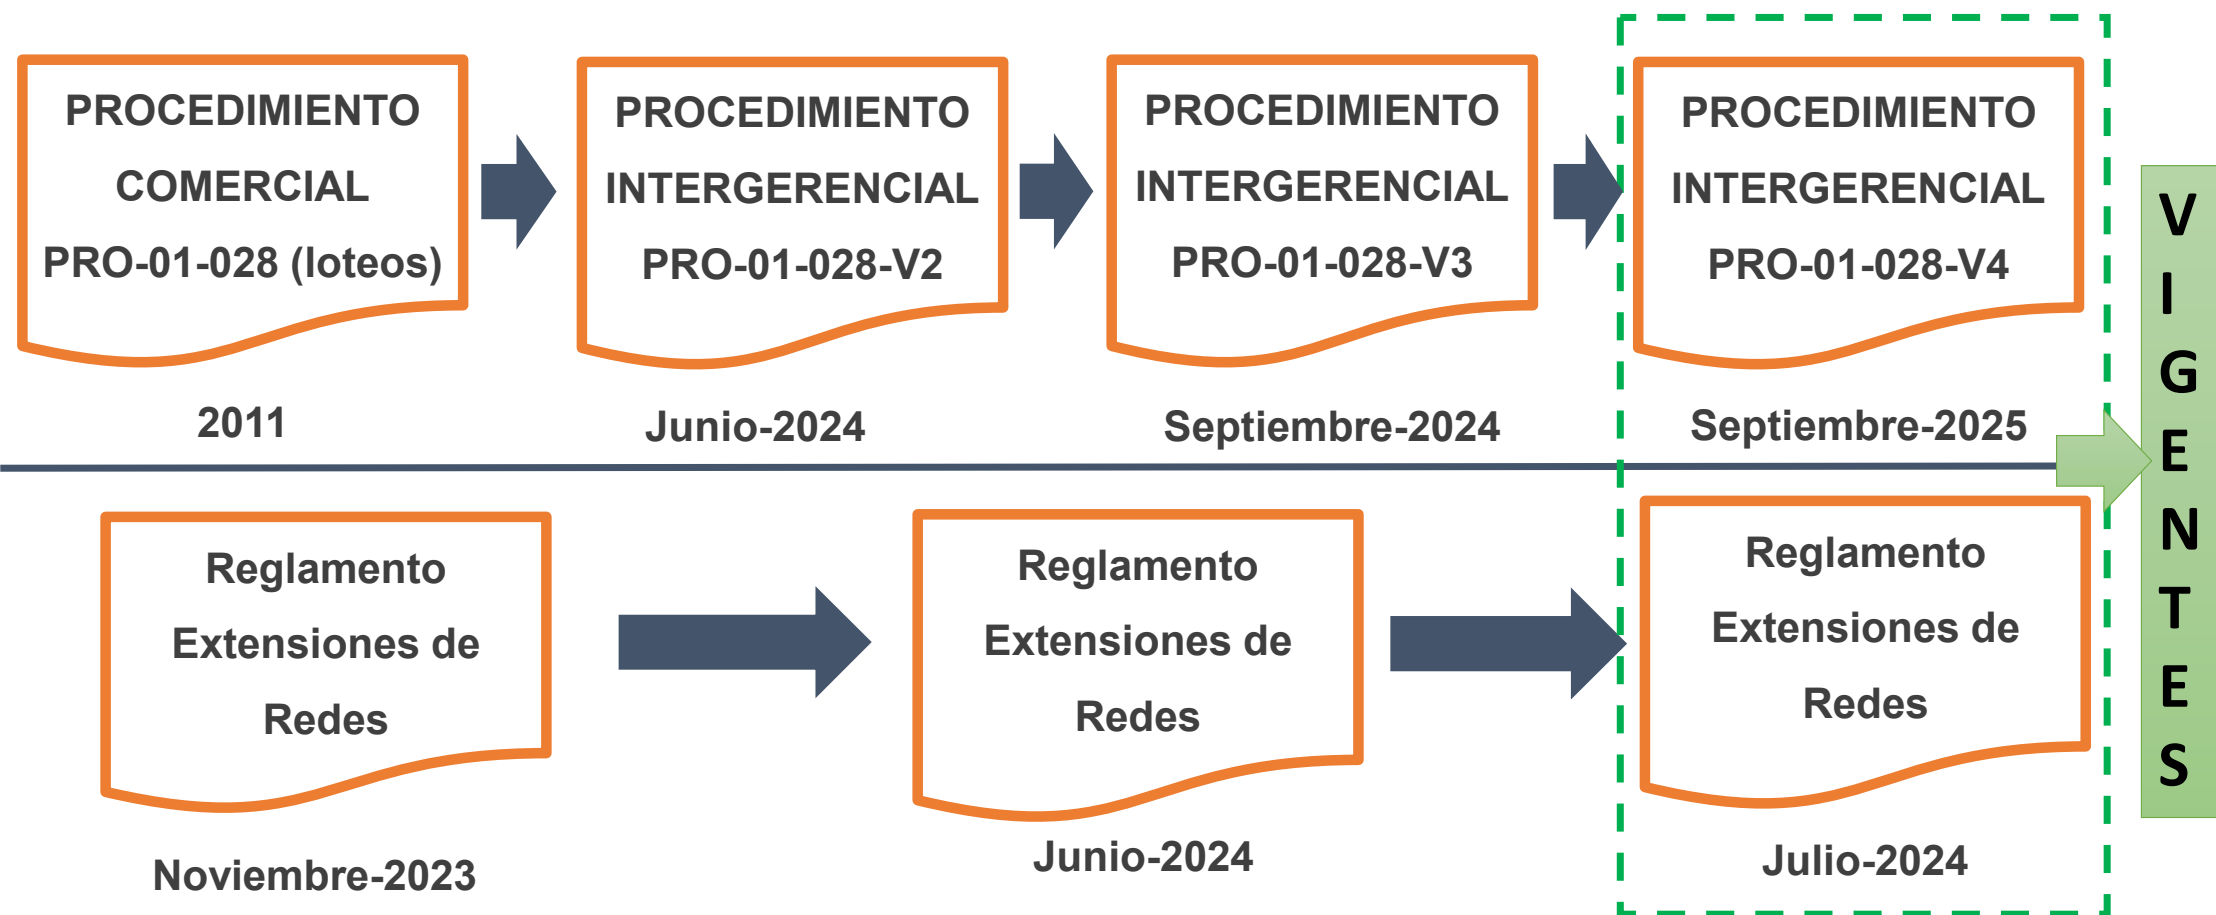 PROCEDIMIENTO
COMERCIAL
PRO-01-028 (loteos)
2011
PROCEDIMIENTO
INTERGERENCIAL
PRO-01-028-V2
Junio-2024
PROCEDIMIENTO
INTERGERENCIAL
PRO-01-028-V3
Septiembre-2024
PROCEDIMIENTO
INTERGERENCIAL
PRO-01-028-V4
Septiembre-2025
Reglamento
Extensiones de
Redes
Noviembre-2023
Reglamento
Extensiones de
Redes
Junio-2024
Reglamento
Extensiones de
Redes
Julio-2024
V
I
G
E
N
T
E
S